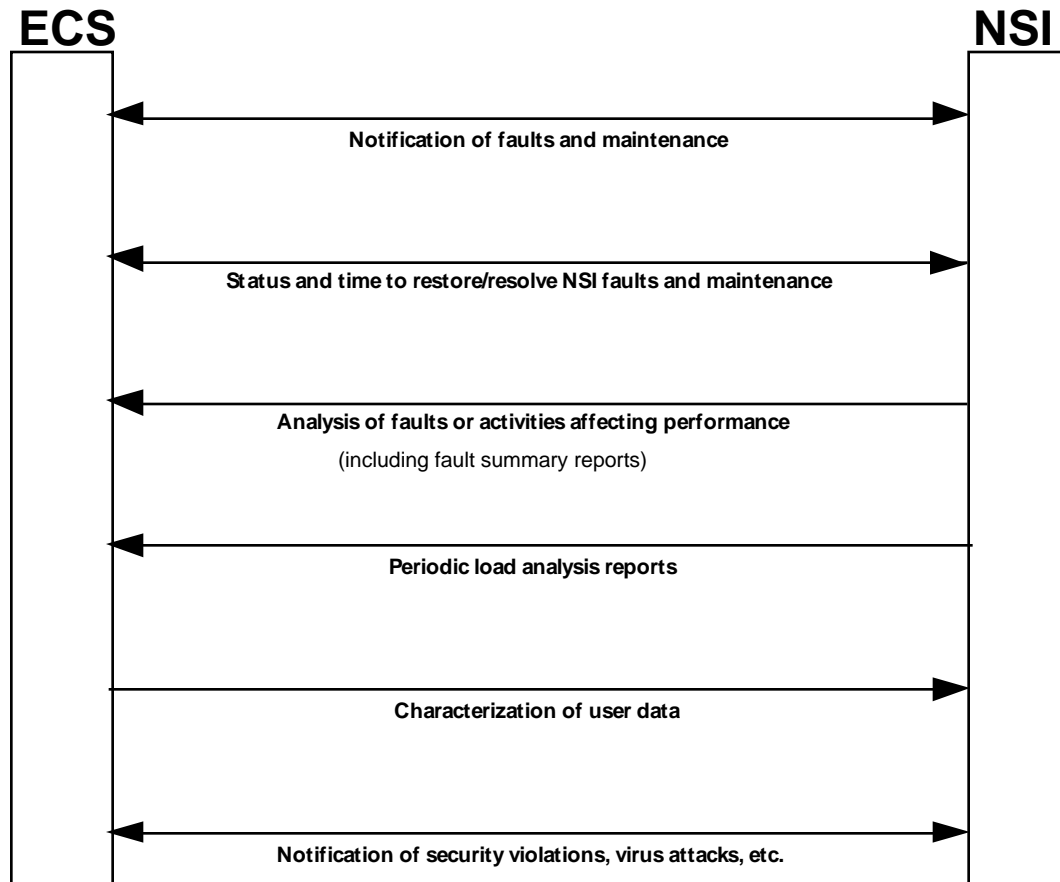 ECS
NSI
Notification of faults and maintenance
Status and time to restore/resolve NSI faults and maintenance
Analysis of faults or activities affecting performance
(including fault summary reports)
Periodic load analysis reports
Characterization of user data
Notification of security violations, virus attacks, etc.